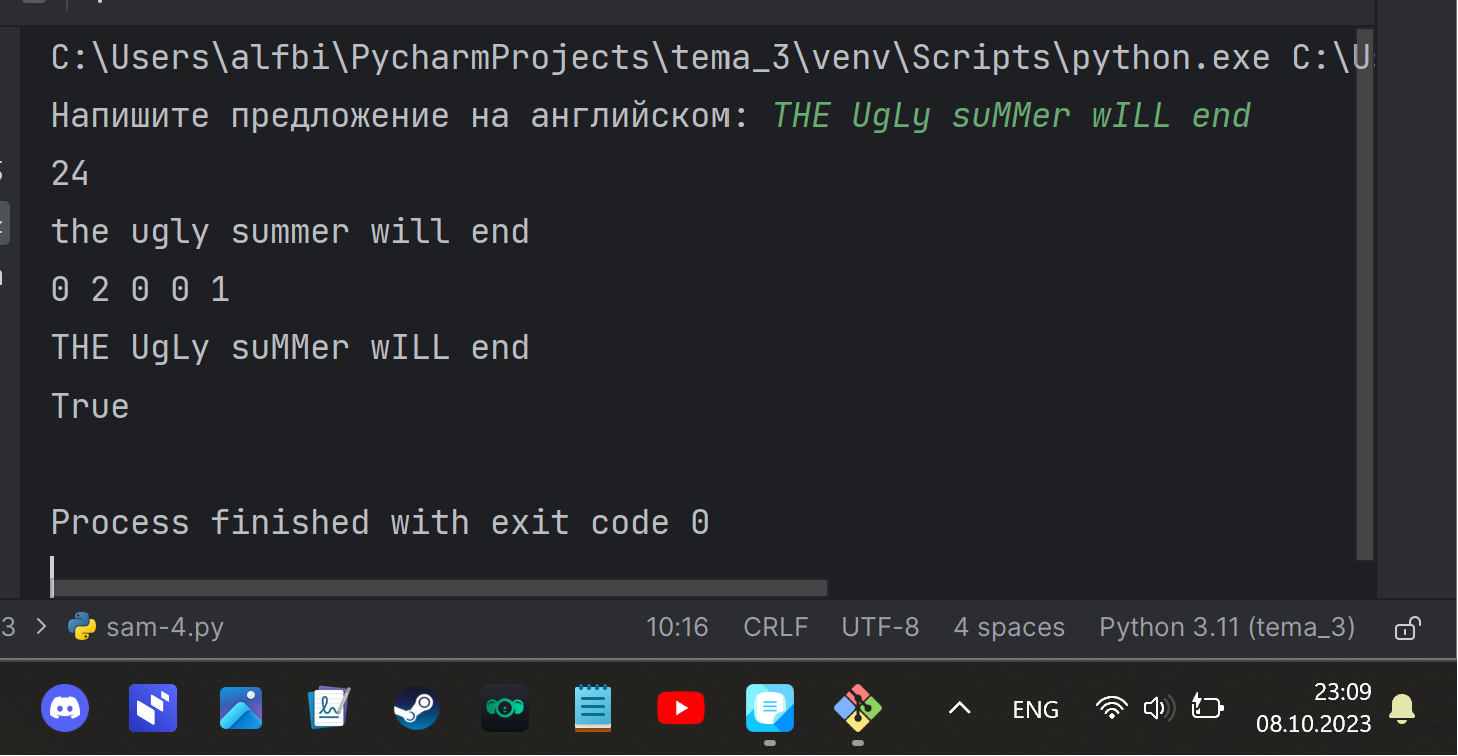 C:\Users\alfbi\PycharmProjects\tema_3\venv\Scripts\python.exe C:\U
Напишите предложение на английском: THE UgLy suMMer wILL end
24
the ugly summer will end
0 2 0 0 1
THE UgLy suMMer wILL end
True
Process finished with exit code 0
3 > sam-4.py 10:16 CRLF UTF-8 4 spaces Python 3.11 (tema_3)
ENG 23:09
08.10.2023